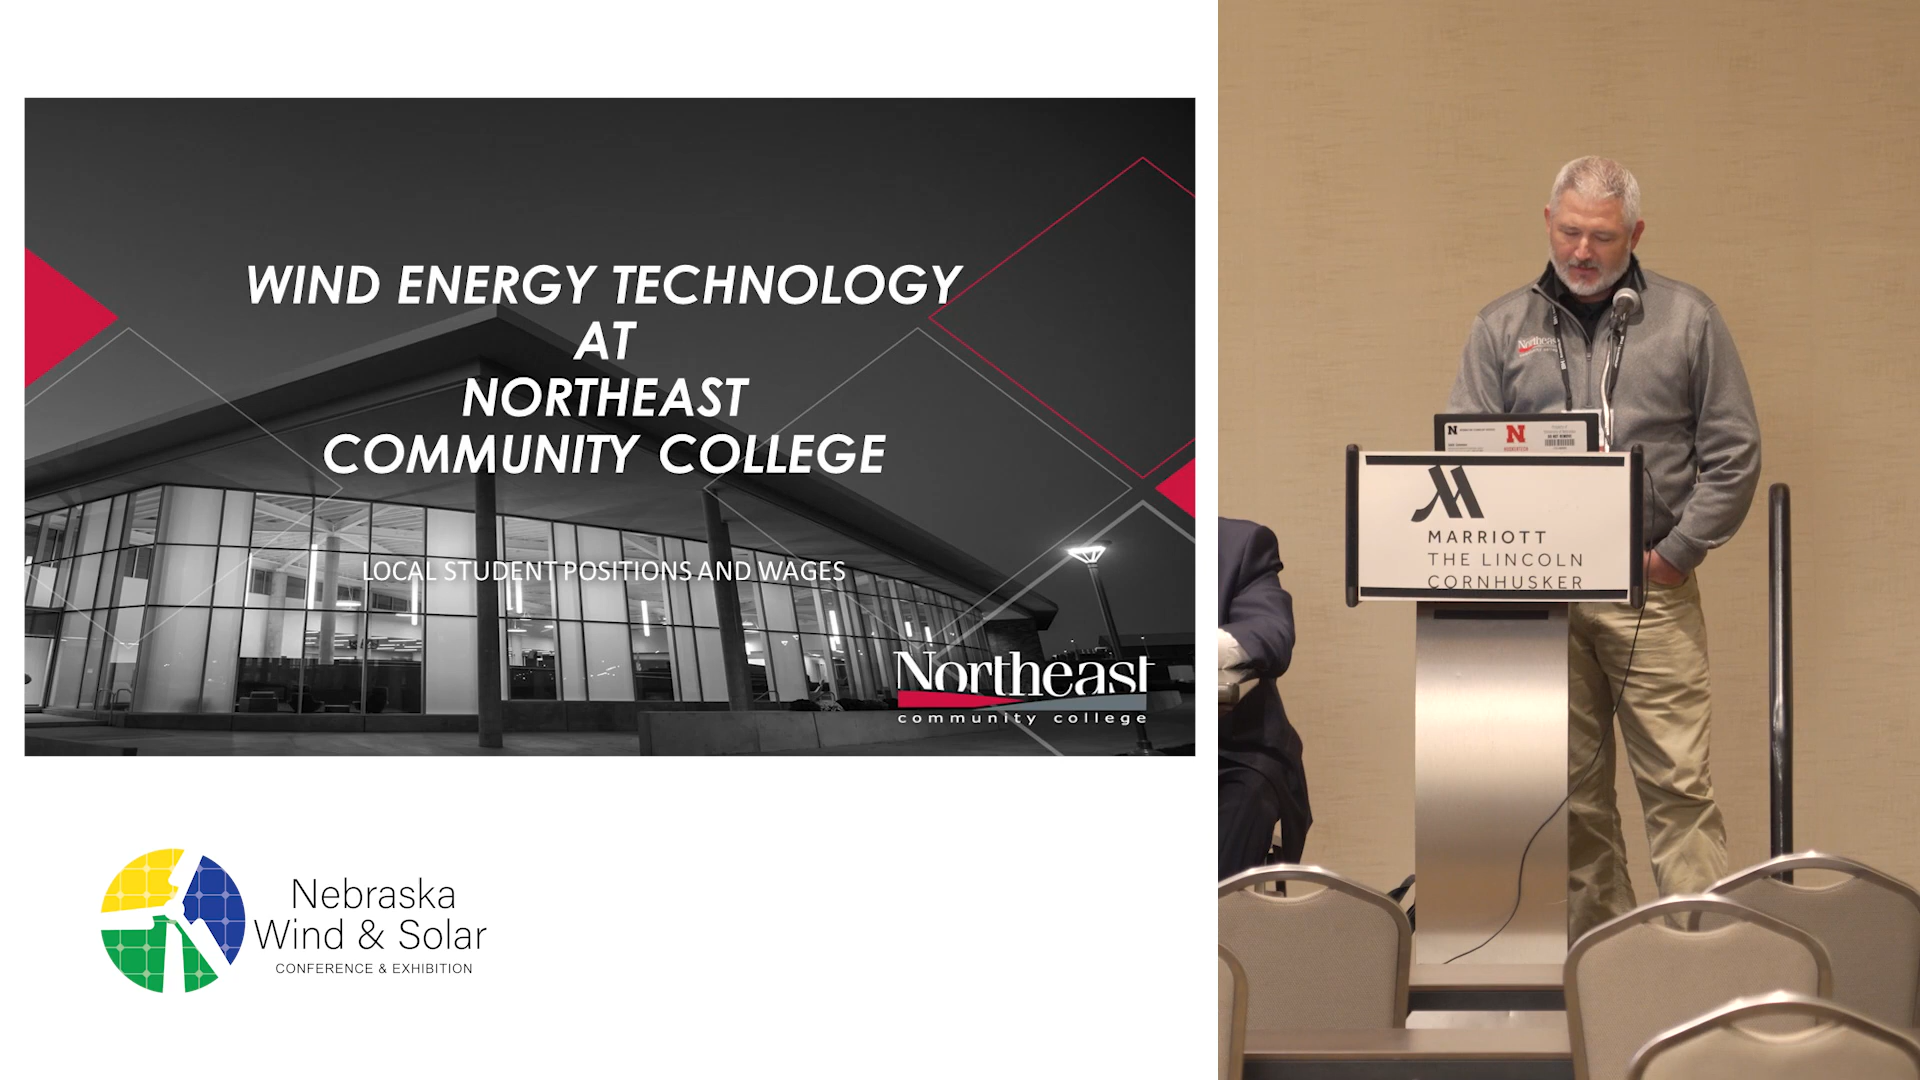 WIND ENERGY TECHNOLOGY
AT
NORTHEAST
COMMUNITY COLLEGE
LOCAL STUDENT POSITIONS AND WAGES
Northeast
community college
Nebraska
Wind & Solar
CONFERENCE & EXHIBITION
Northeast
N
N
MARRIOTT
THE LINCOLN
CORNHUSKER